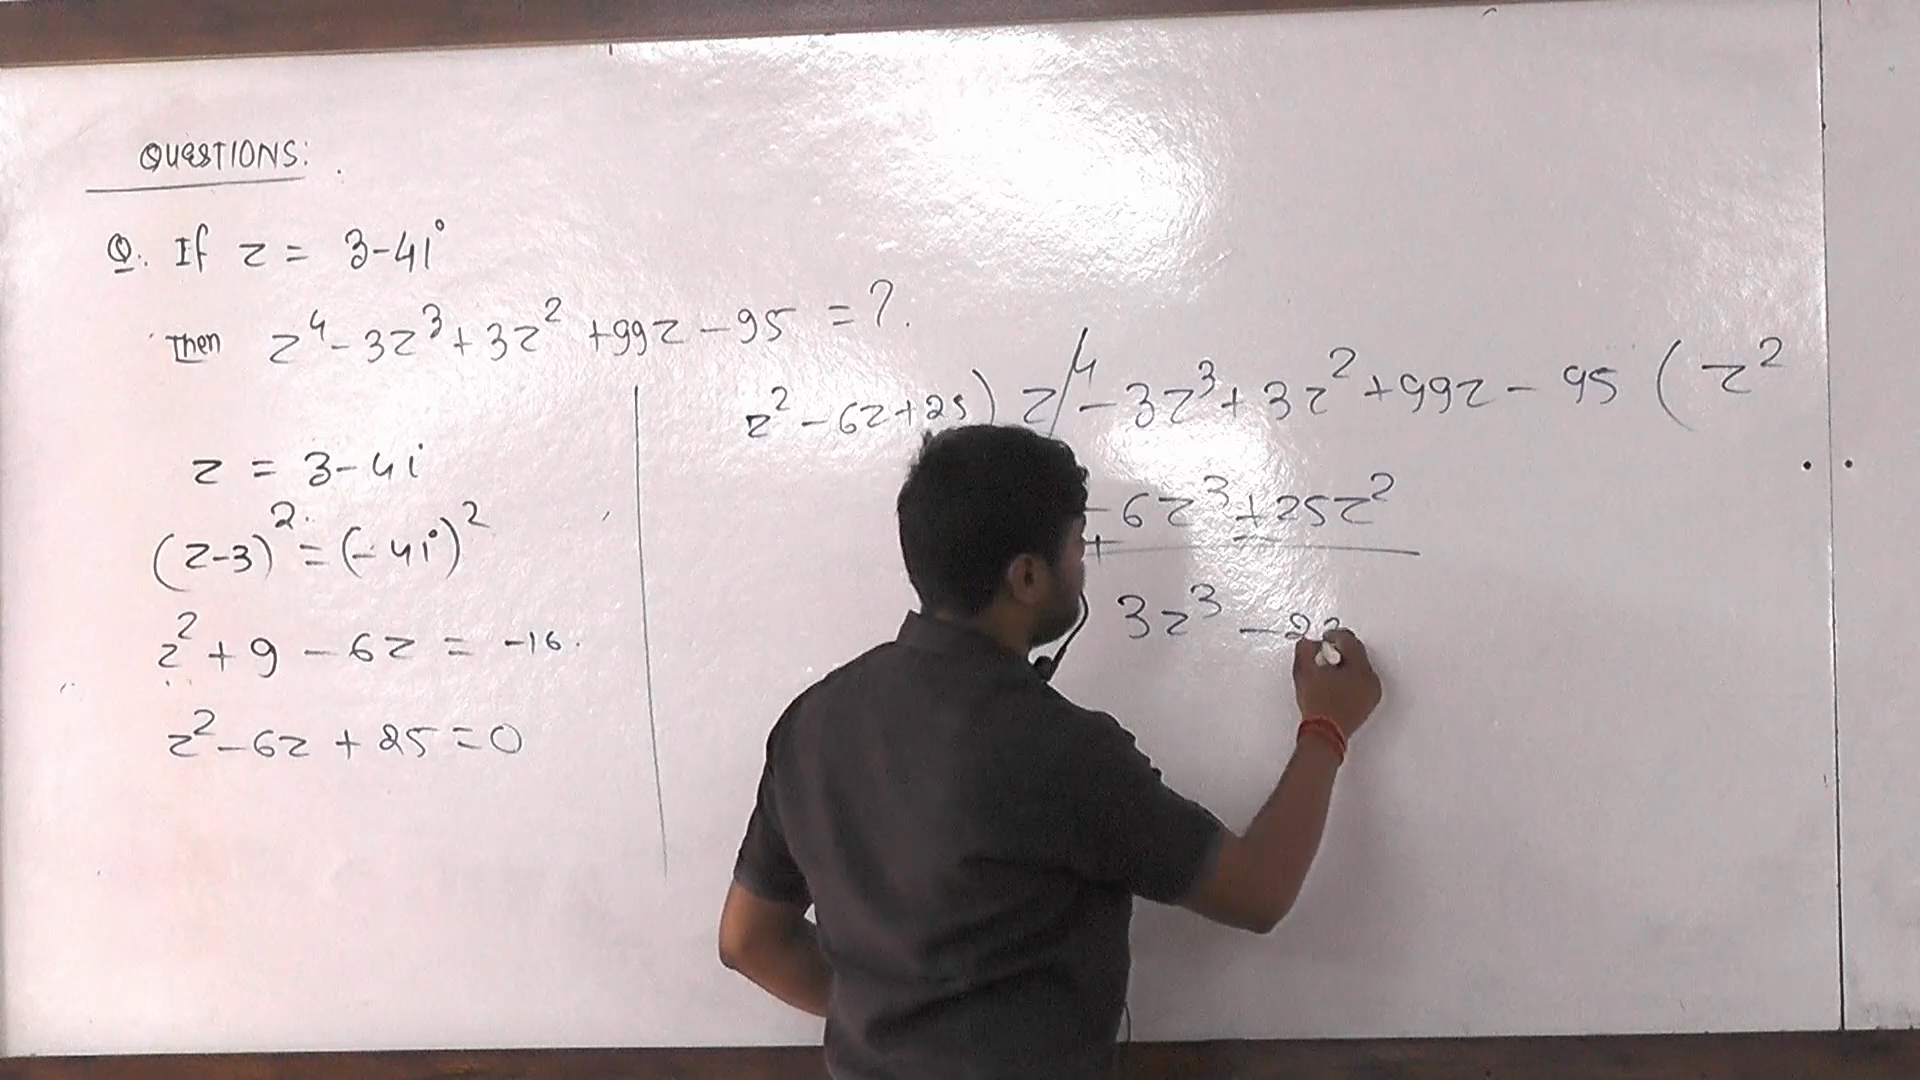 QUESTIONS:
Q. If z = 3-4i
Then z⁴ - 3z³ + 3z² + 99z - 95 = ?.
z = 3-4i
(z-3)² = (-4i)²
z² + 9 - 6z = -16.
z² - 6z + 25 = 0
z² - 6z + 25) z⁴ - 3z³ + 3z² + 99z - 95 ( z²
- 6z³ + 25z²
+ -
3z³ - 22